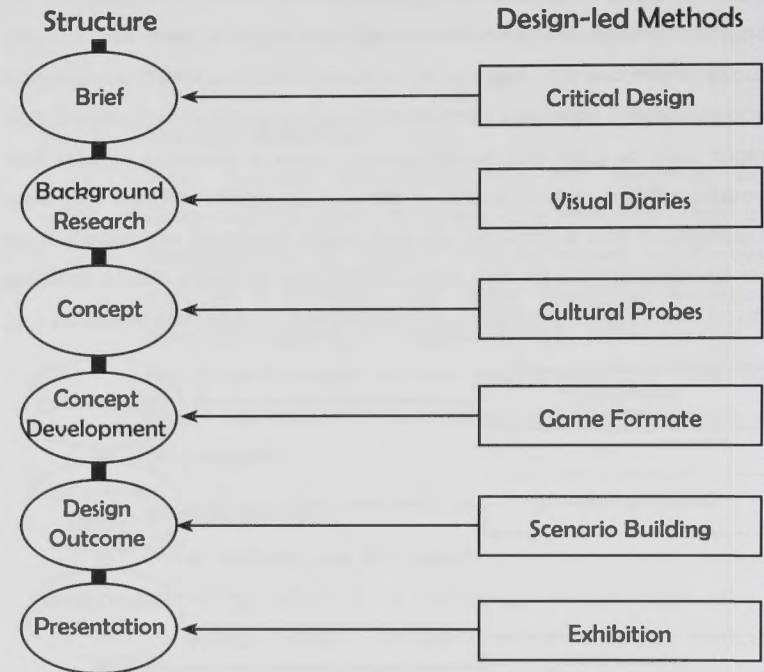 Structure
Design-led Methods
Brief
Critical Design
Background
Research
Visual Diaries
Concept
Cultural Probes
Concept
Development
Game Formate
Design
Outcome
Scenario Building
Presentation
Exhibition